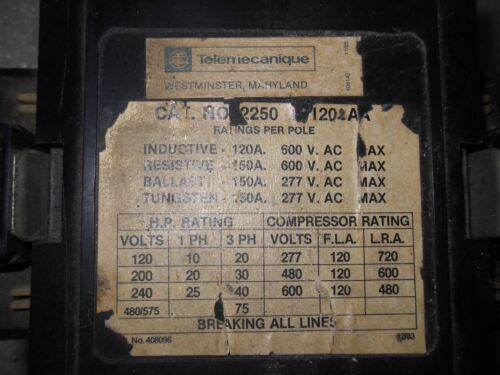 Telemecanique
WESTMINSTER, MARYLAND
CAT. NO. 2250
RATINGS PER POLE
INDUCTIVE - 120A. 600 V. AC MAX
RESISTIVE - 150A. 600 V. AC MAX
BALLAST - 150A. 277 V. AC MAX
TUNGSTEN - 150A. 277 V. AC MAX
H.P. RATING COMPRESSOR RATING
VOLTS 1 PH 3 PH VOLTS F.L.A. L.R.A.
120 10 20 277 120 720
200 20 30 480 120 600
240 25 40 600 120 480
480/575 75
BREAKING ALL LINES
No. 408096 12/83